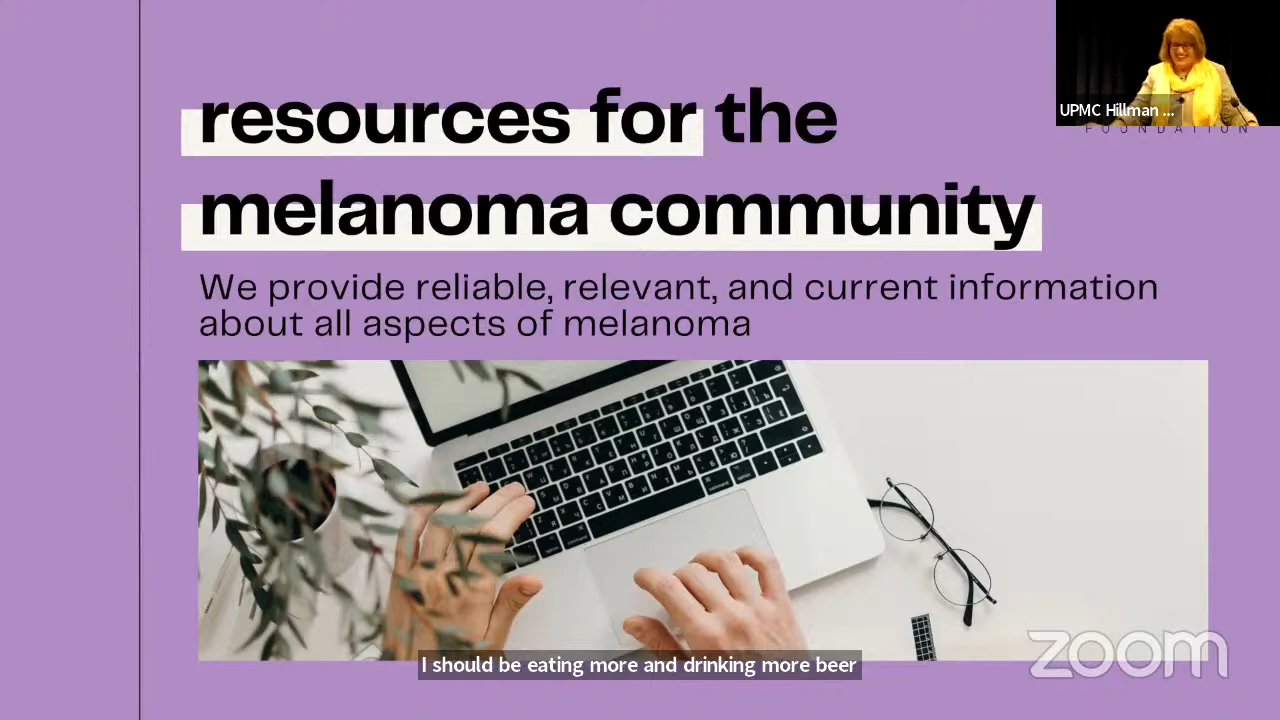 UPMC Hillman ...
FOUNDATION
resources for the
melanoma community
We provide reliable, relevant, and current information
about all aspects of melanoma
I should be eating more and drinking more beer
zoom